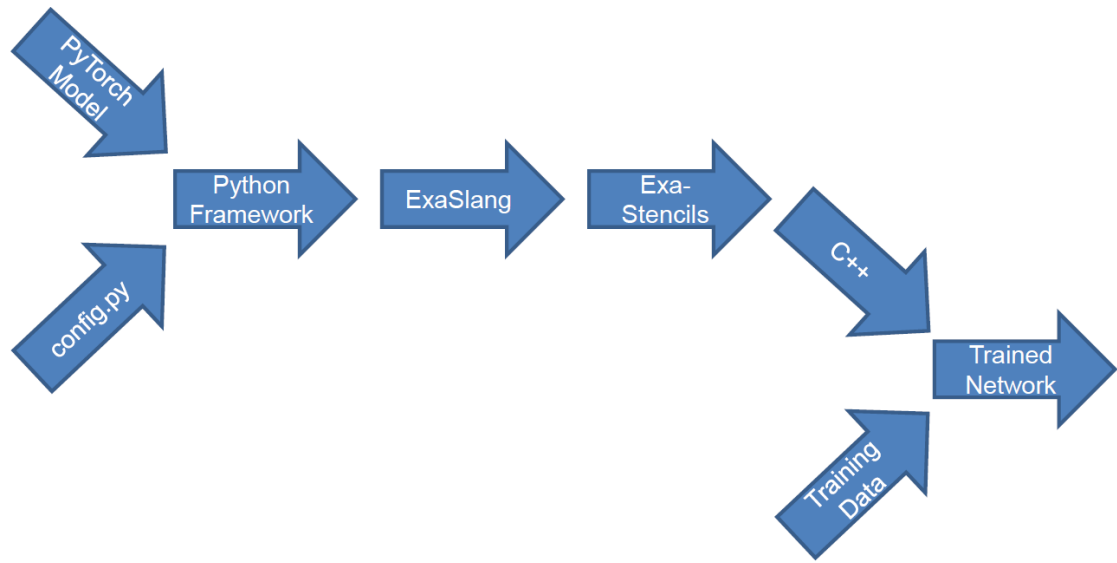 PyTorch
Model
config.py
Python
Framework
ExaSlang
Exa-
Stencils
C++
Training
Data
Trained
Network